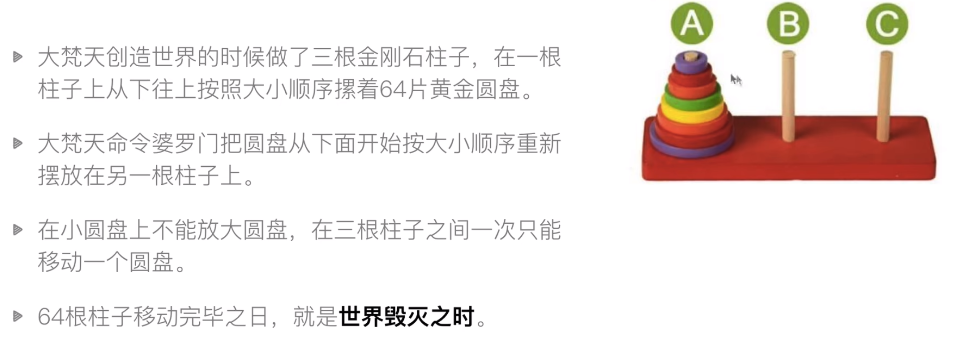 A B C
大梵天创造世界的时候做了三根金刚石柱子，在一根
柱子上从下往上按照大小顺序摞着64片黄金圆盘。
大梵天命令婆罗门把圆盘从下面开始按大小顺序重新
摆放在另一根柱子上。
在小圆盘上不能放大圆盘，在三根柱子之间一次只能
移动一个圆盘。
64根柱子移动完毕之日，就是世界毁灭之时。